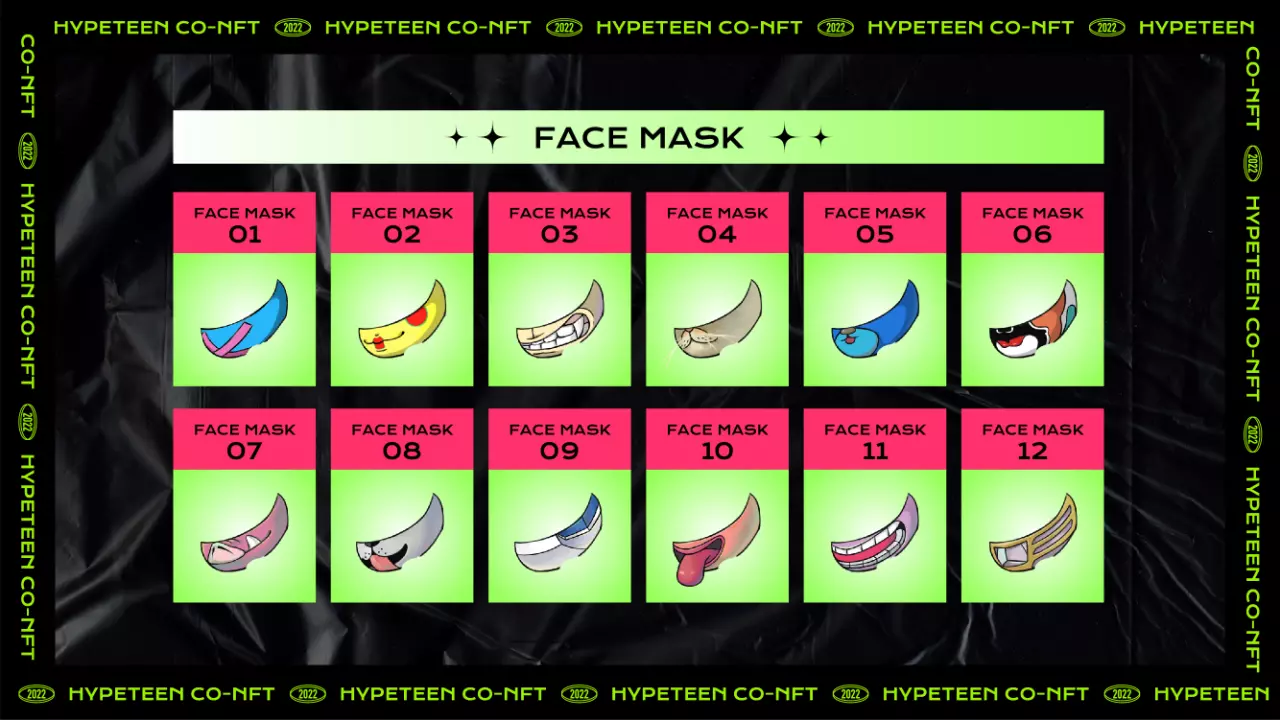 HYPETEEN CO-NFT 2022 HYPETEEN CO-NFT 2022 HYPETEEN CO-NFT 2022 HYPETEEN CO-NFT 2022 HYPETEEN
CO-NFT 2022 HYPETEEN CO-NFT 2022 HYPETEEN CO-NFT
CO-NFT 2022 HYPETEEN CO-NFT 2022 HYPETEEN CO-NFT
FACE MASK
FACE MASK
01
FACE MASK
02
FACE MASK
03
FACE MASK
04
FACE MASK
05
FACE MASK
06
FACE MASK
07
FACE MASK
08
FACE MASK
09
FACE MASK
10
FACE MASK
11
FACE MASK
12
2022 HYPETEEN CO-NFT 2022 HYPETEEN CO-NFT 2022 HYPETEEN CO-NFT 2022 HYPETEEN CO-NFT 2022 HYPETEEN